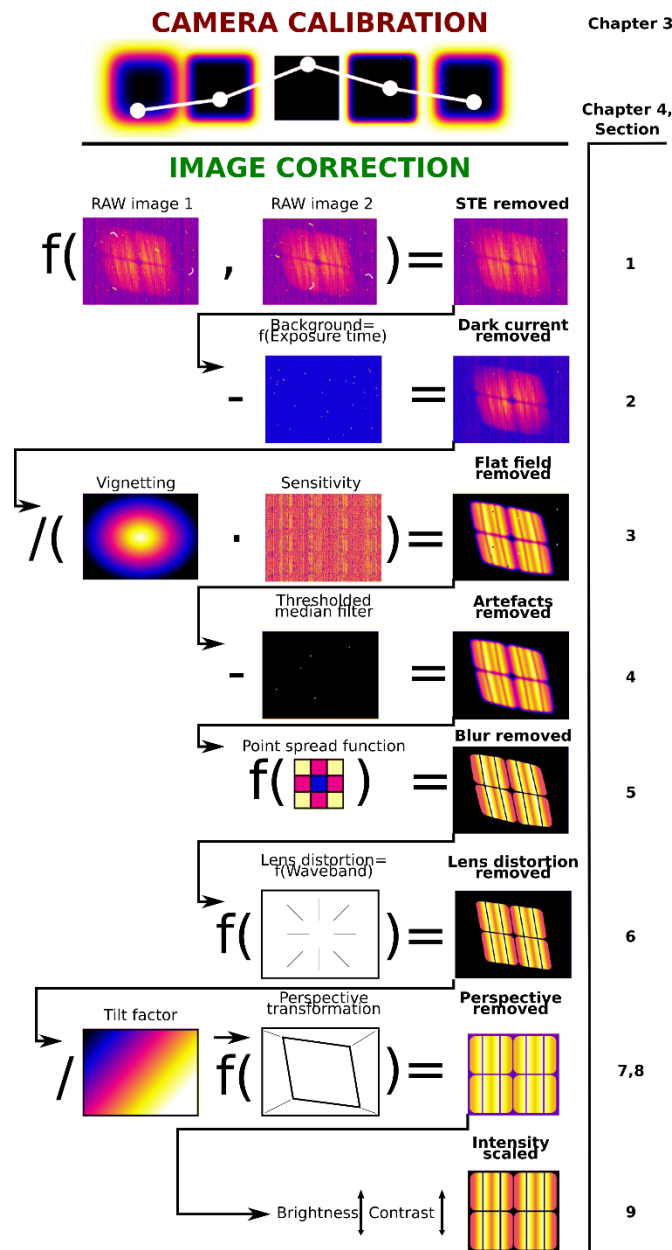 CAMERA CALIBRATION
Chapter 3
Chapter 4,
Section
IMAGE CORRECTION
RAW image 1
RAW image 2
STE removed
f(
,
)=
1
Background=
f(Exposure time)
Dark current
removed
-
=
2
Flat field
removed
Vignetting
Sensitivity
/(
·
)=
3
Thresholded
median filter
Artefacts
removed
-
=
4
Blur removed
Point spread function
f(
)
=
5
Lens distortion=
f(Waveband)
Lens distortion
removed
f(
)=
6
Tilt factor
Perspective
transformation
Perspective
removed
/
f(
)=
7,8
Intensity
scaled
Brightness
Contrast
9